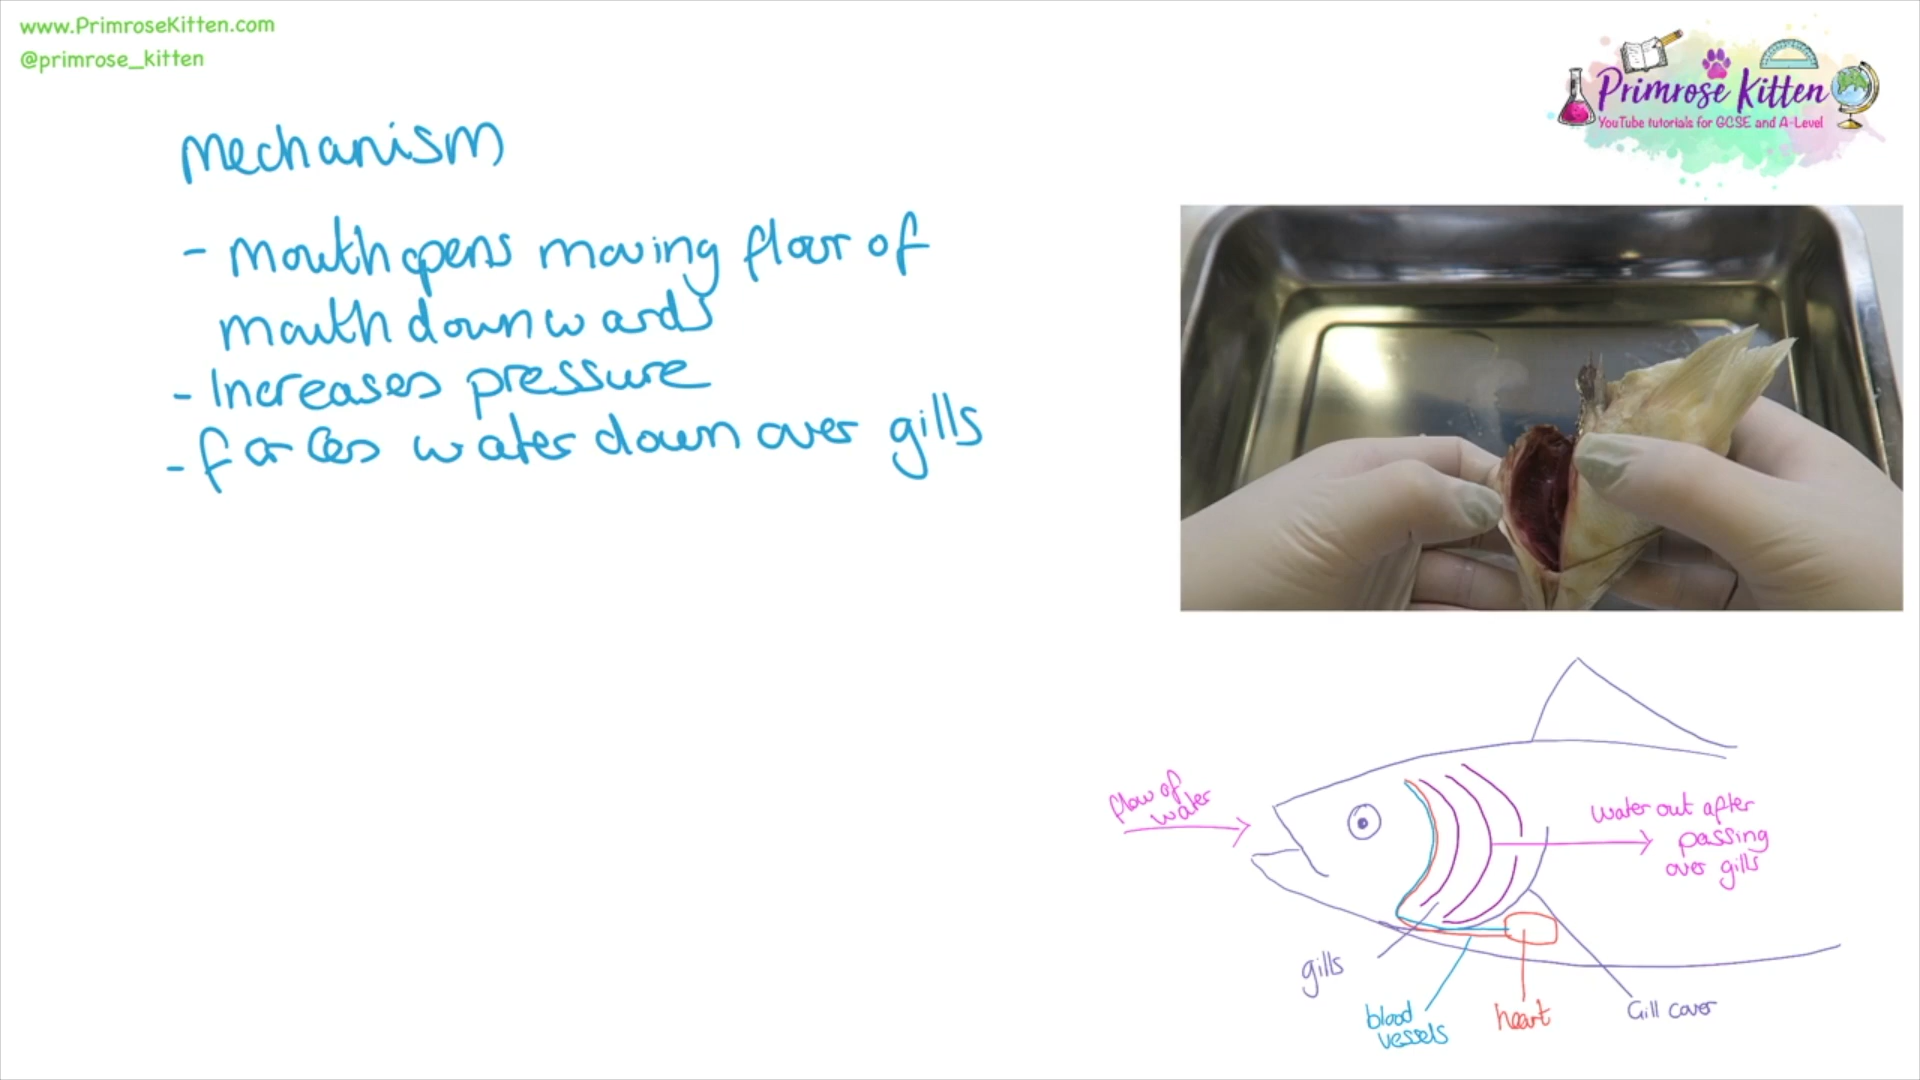 www.PrimroseKitten.com
@primrose_kitten
Primrose Kitten
YouTube tutorials for GCSE and A-Level
Mechanism
- Mouth opens moving floor of
mouth downwards
- Increases pressure
- forces water down over gills
flow of
water
water out after
passing
over gills
gills
blood
vessels
heart
Gill cover